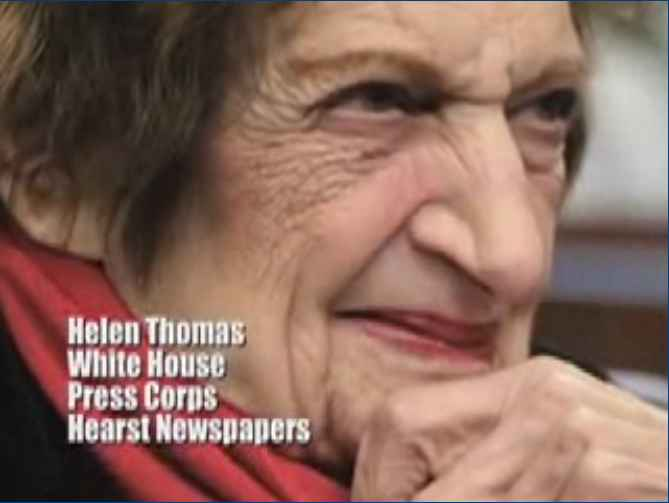 Helen Thomas
White House
Press Corps
Hearst Newspapers